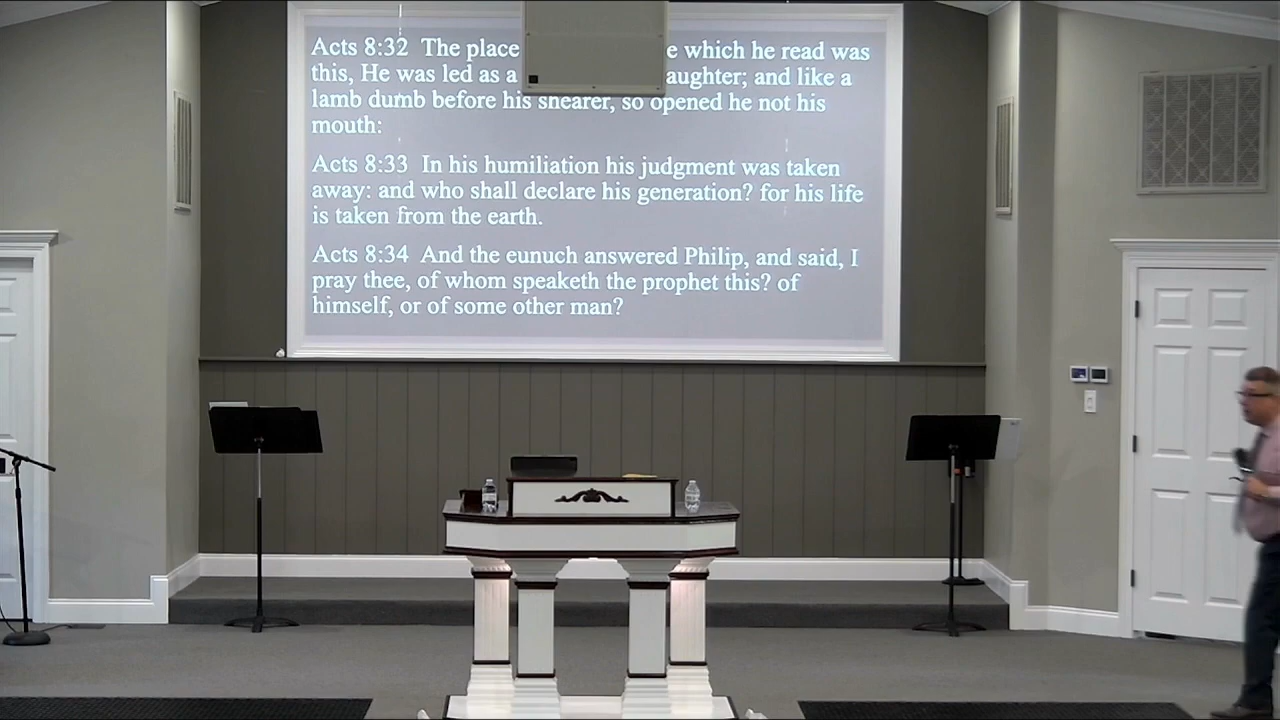 Acts 8:32 The place e which he read was
this, He was led as a aughter; and like a
lamb dumb before his shearer, so opened he not his
mouth:
Acts 8:33 In his humiliation his judgment was taken
away: and who shall declare his generation? for his life
is taken from the earth.
Acts 8:34 And the eunuch answered Philip, and said, I
pray thee, of whom speaketh the prophet this? of
himself, or of some other man?